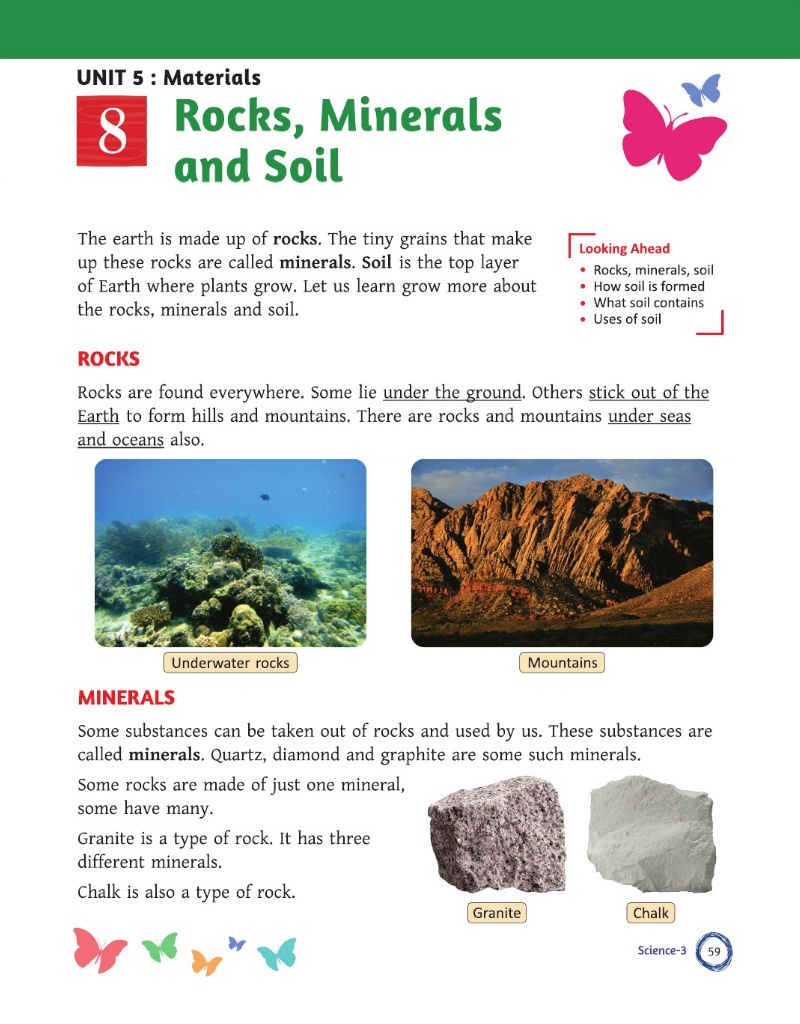 UNIT 5 : Materials
8
Rocks, Minerals
and Soil
The earth is made up of rocks. The tiny grains that make
up these rocks are called minerals. Soil is the top layer
of Earth where plants grow. Let us learn grow more about
the rocks, minerals and soil.
Looking Ahead
• Rocks, minerals, soil
• How soil is formed
• What soil contains
• Uses of soil
ROCKS
Rocks are found everywhere. Some lie under the ground. Others stick out of the
Earth to form hills and mountains. There are rocks and mountains under seas
and oceans also.
Underwater rocks
Mountains
MINERALS
Some substances can be taken out of rocks and used by us. These substances are
called minerals. Quartz, diamond and graphite are some such minerals.
Some rocks are made of just one mineral,
some have many.
Granite is a type of rock. It has three
different minerals.
Chalk is also a type of rock.
Granite
Chalk
Science-3
59